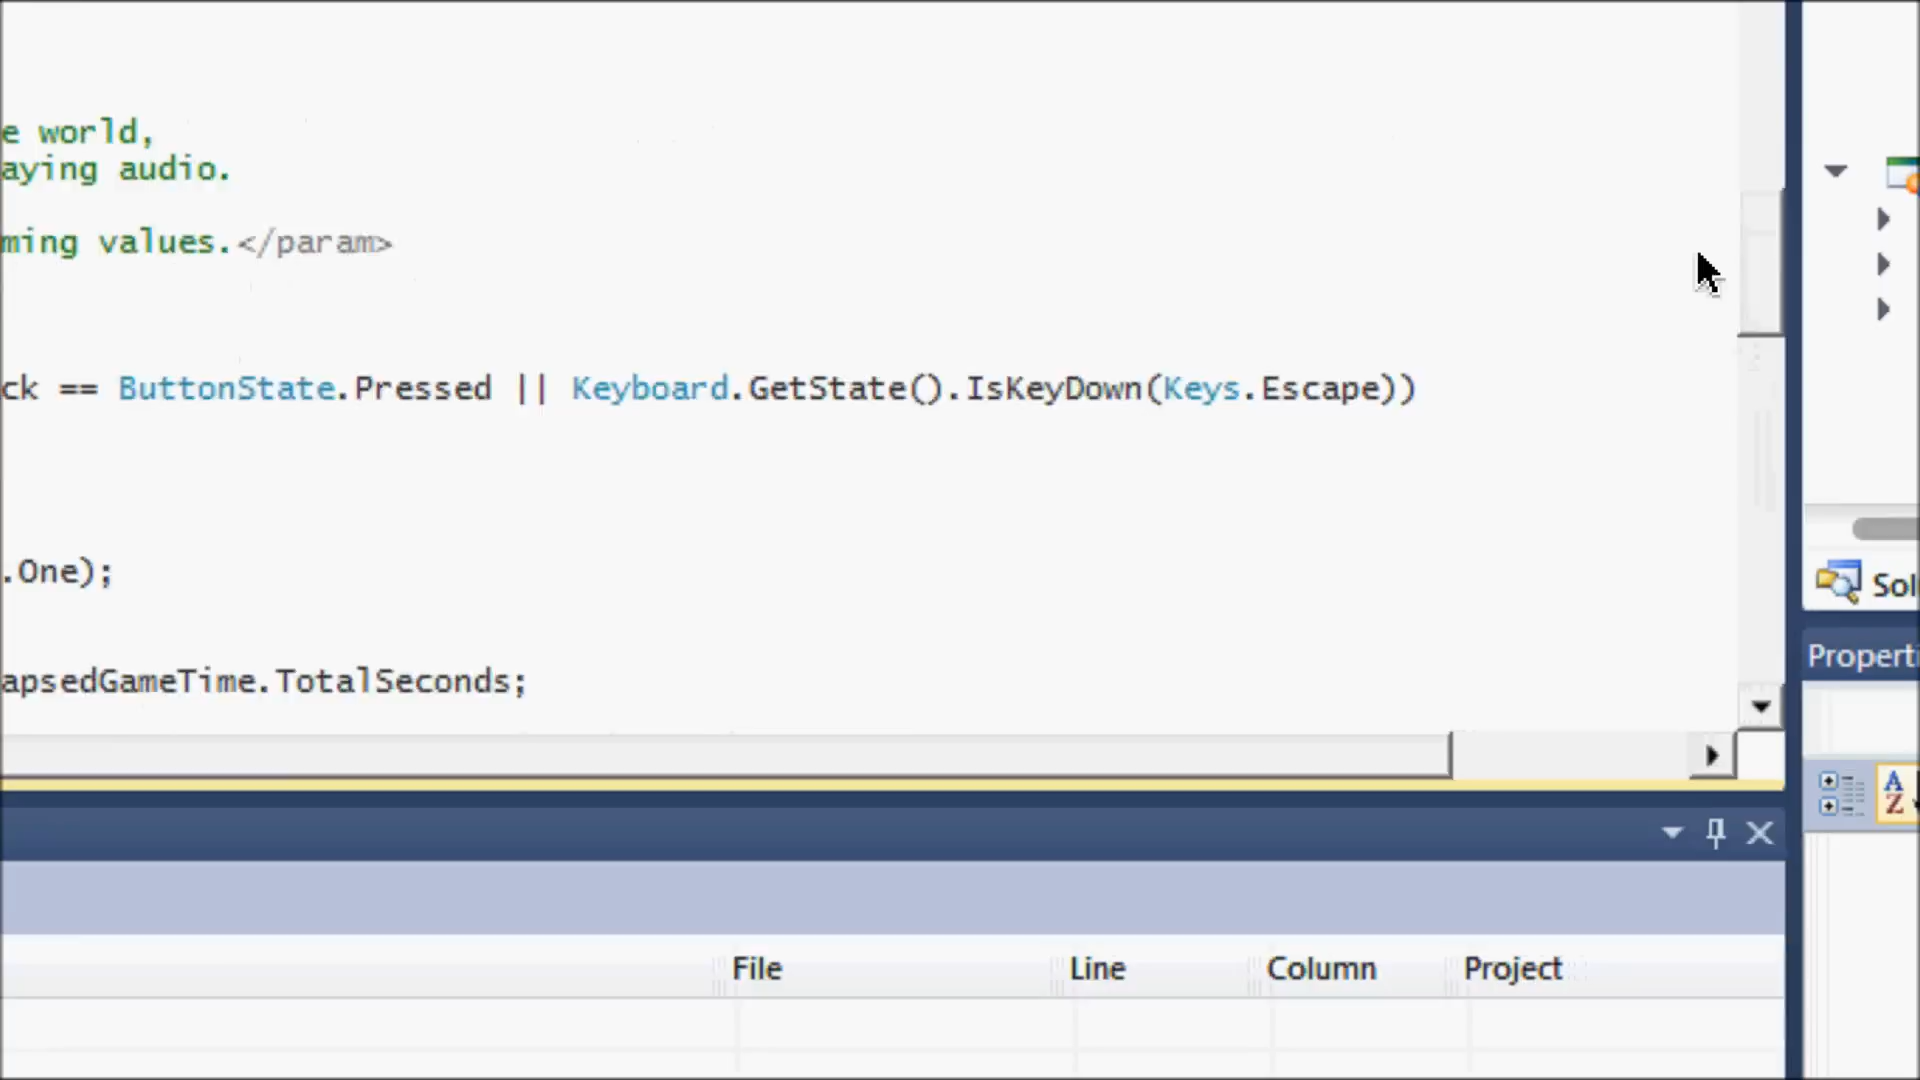 e world,
aying audio.
ming values.</param>
ck == ButtonState.Pressed || Keyboard.GetState().IsKeyDown(Keys.Escape))
.One);
apsedGameTime.TotalSeconds;
Sol
Properti
A
Z
File Line Column Project